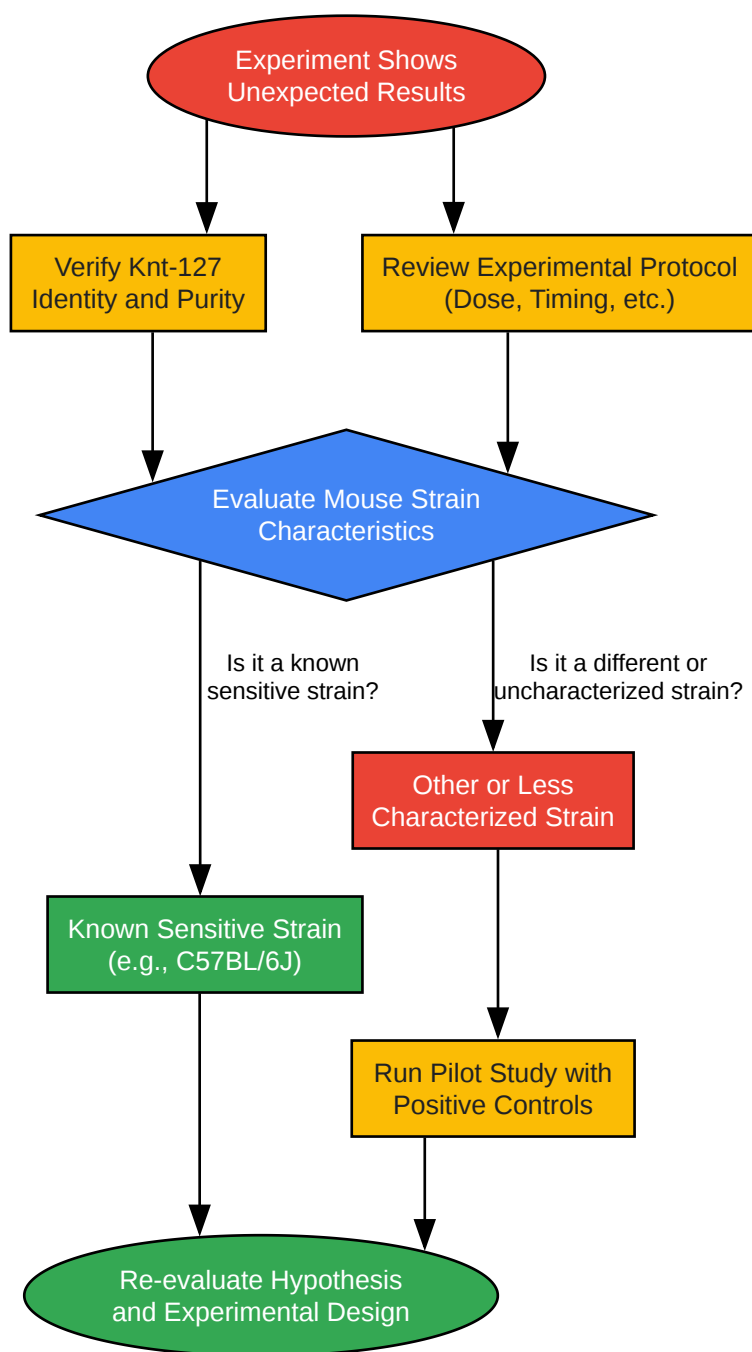 Experiment Shows
Unexpected Results
Verify Knt-127
Identity and Purity
Review Experimental Protocol
(Dose, Timing, etc.)
Evaluate Mouse Strain
Characteristics
Is it a known
sensitive strain?
Is it a different or
uncharacterized strain?
Other or Less
Characterized Strain
Known Sensitive Strain
(e.g., C57BL/6J)
Run Pilot Study with
Positive Controls
Re-evaluate Hypothesis
and Experimental Design